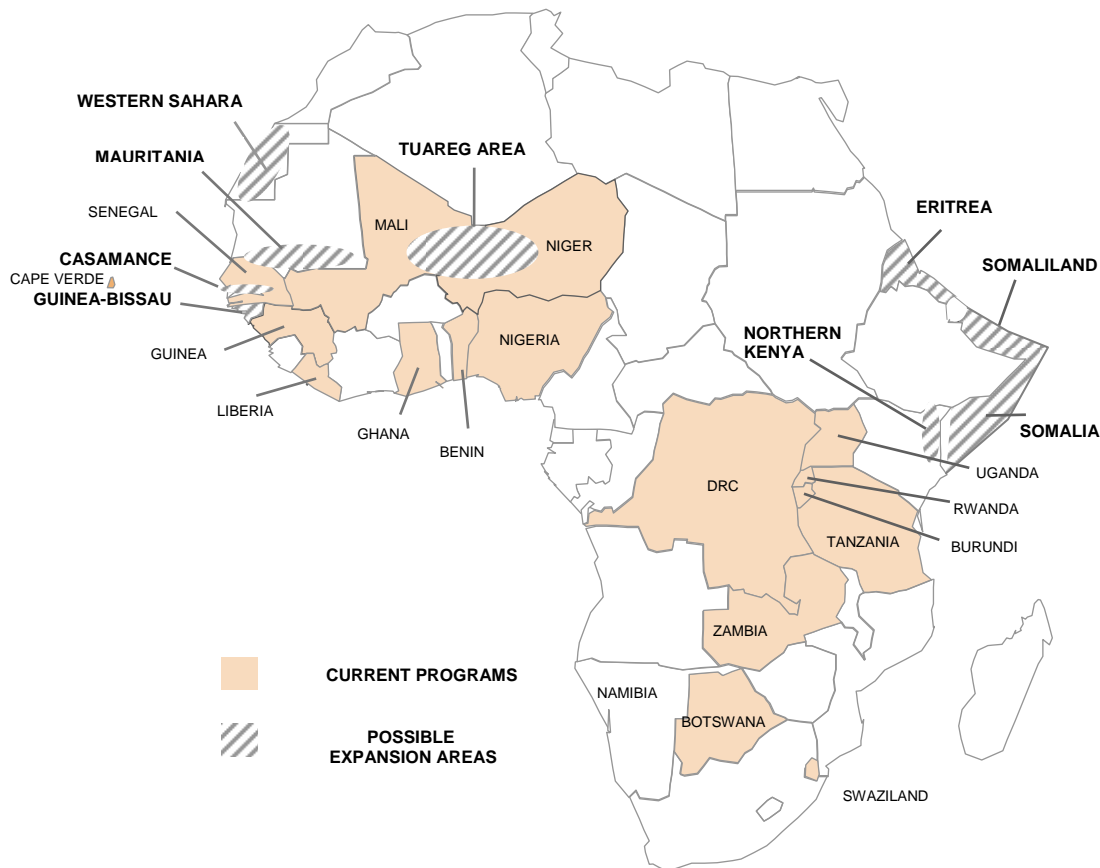 WESTERN SAHARA
MAURITANIA
TUAREG AREA
SENEGAL
MALI
ERITREA
NIGER
CASAMANCE
SOMALILAND
CAPE VERDE
GUINEA-BISSAU
NORTHERN
KENYA
NIGERIA
GUINEA
LIBERIA
GHANA
SOMALIA
BENIN
UGANDA
DRC
RWANDA
TANZANIA
BURUNDI
ZAMBIA
CURRENT PROGRAMS
NAMIBIA
BOTSWANA
POSSIBLE
EXPANSION AREAS
SWAZILAND